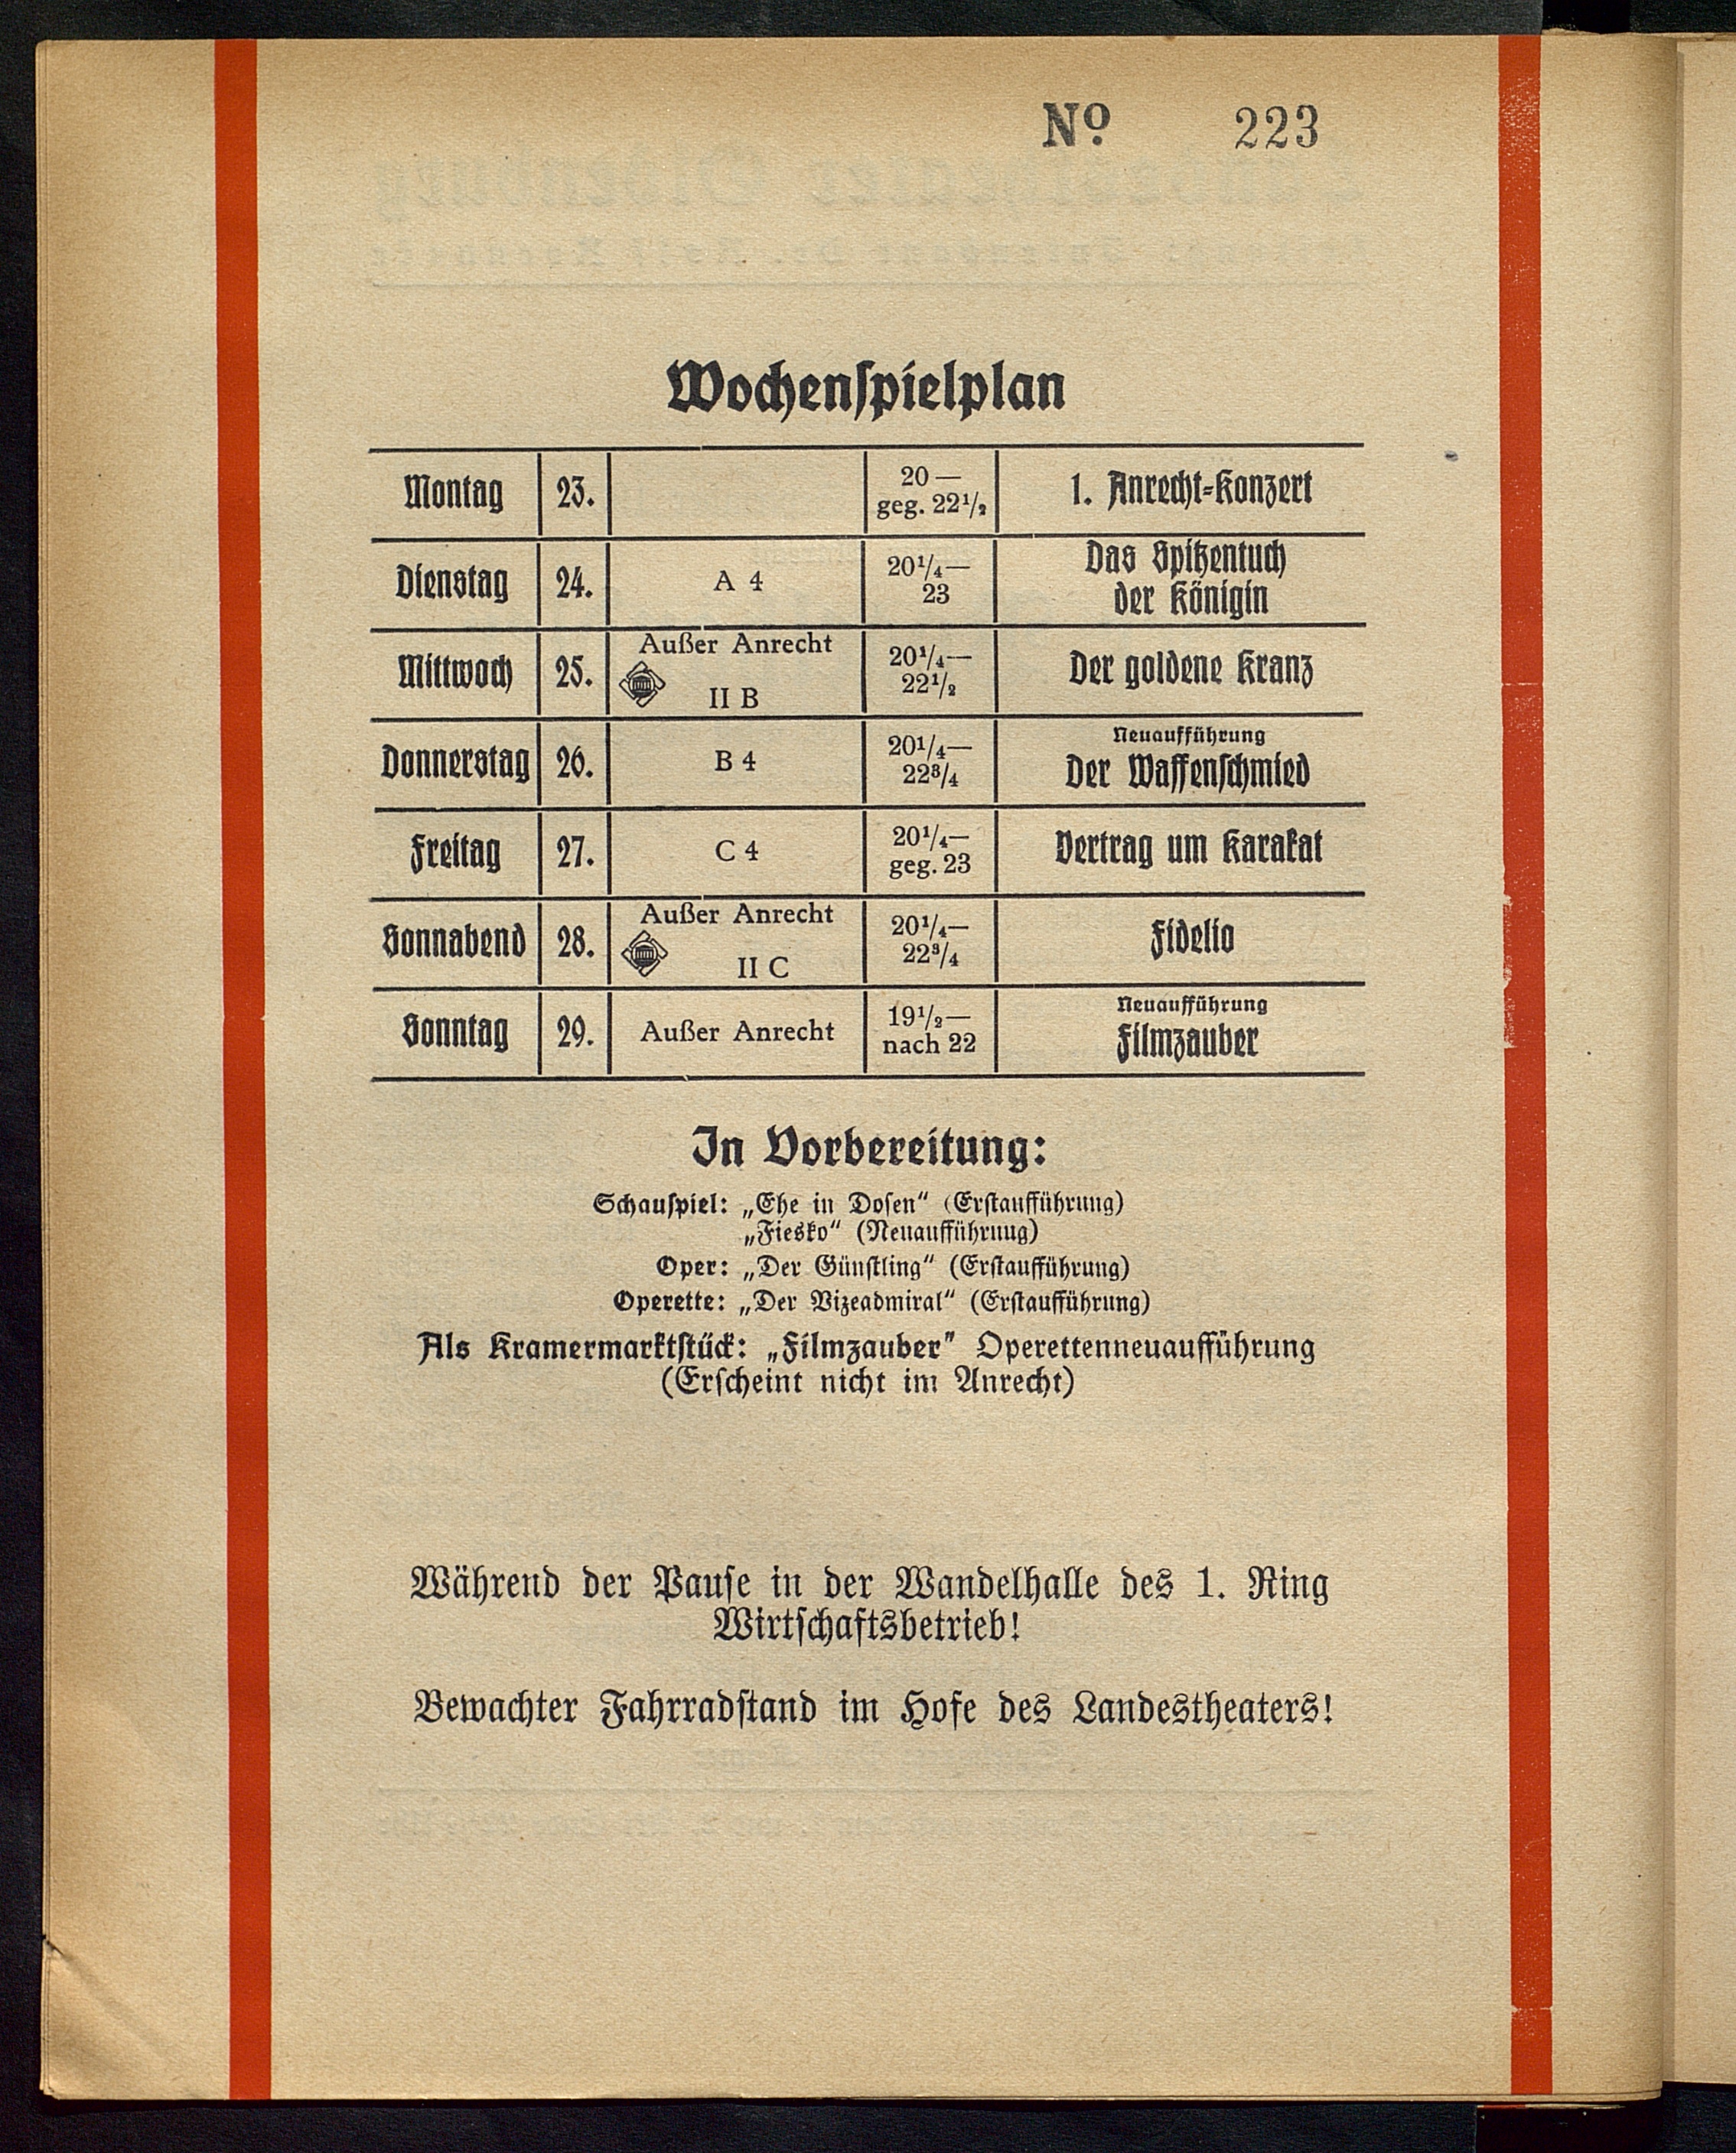 Nº 223
Wochenspielplan
Montag 23. 20 —
geg. 22½ 1. Anrecht-Konzert
Dienstag 24. A 4 20¼—
23 Das Spitzentuch
der Königin
Mittwoch 25. Außer Anrecht
II B 20¼—
22½ Der goldene Kranz
Donnerstag 26. B 4 20¼—
22¾ Neuaufführung
Der Waffenschmied
Freitag 27. C 4 20¼—
geg. 23 Vertrag um Karakat
Sonnabend 28. Außer Anrecht
II C 20¼—
22¾ Fidelio
Sonntag 29. Außer Anrecht 19½—
nach 22 Neuaufführung
Filmzauber
In Vorbereitung:
Schauspiel: „Ehe in Dosen“ (Erstaufführung)
„Fiesko“ (Neuaufführung)
Oper: „Der Günstling“ (Erstaufführung)
Operette: „Der Vizeadmiral“ (Erstaufführung)
Als Kramermarktstück: „Filmzauber“ Operettenneuaufführung
(Erscheint nicht im Anrecht)
Während der Pause in der Wandelhalle des 1. Ring
Wirtschaftsbetrieb!
Bewachter Fahrradstand im Hofe des Landestheaters!